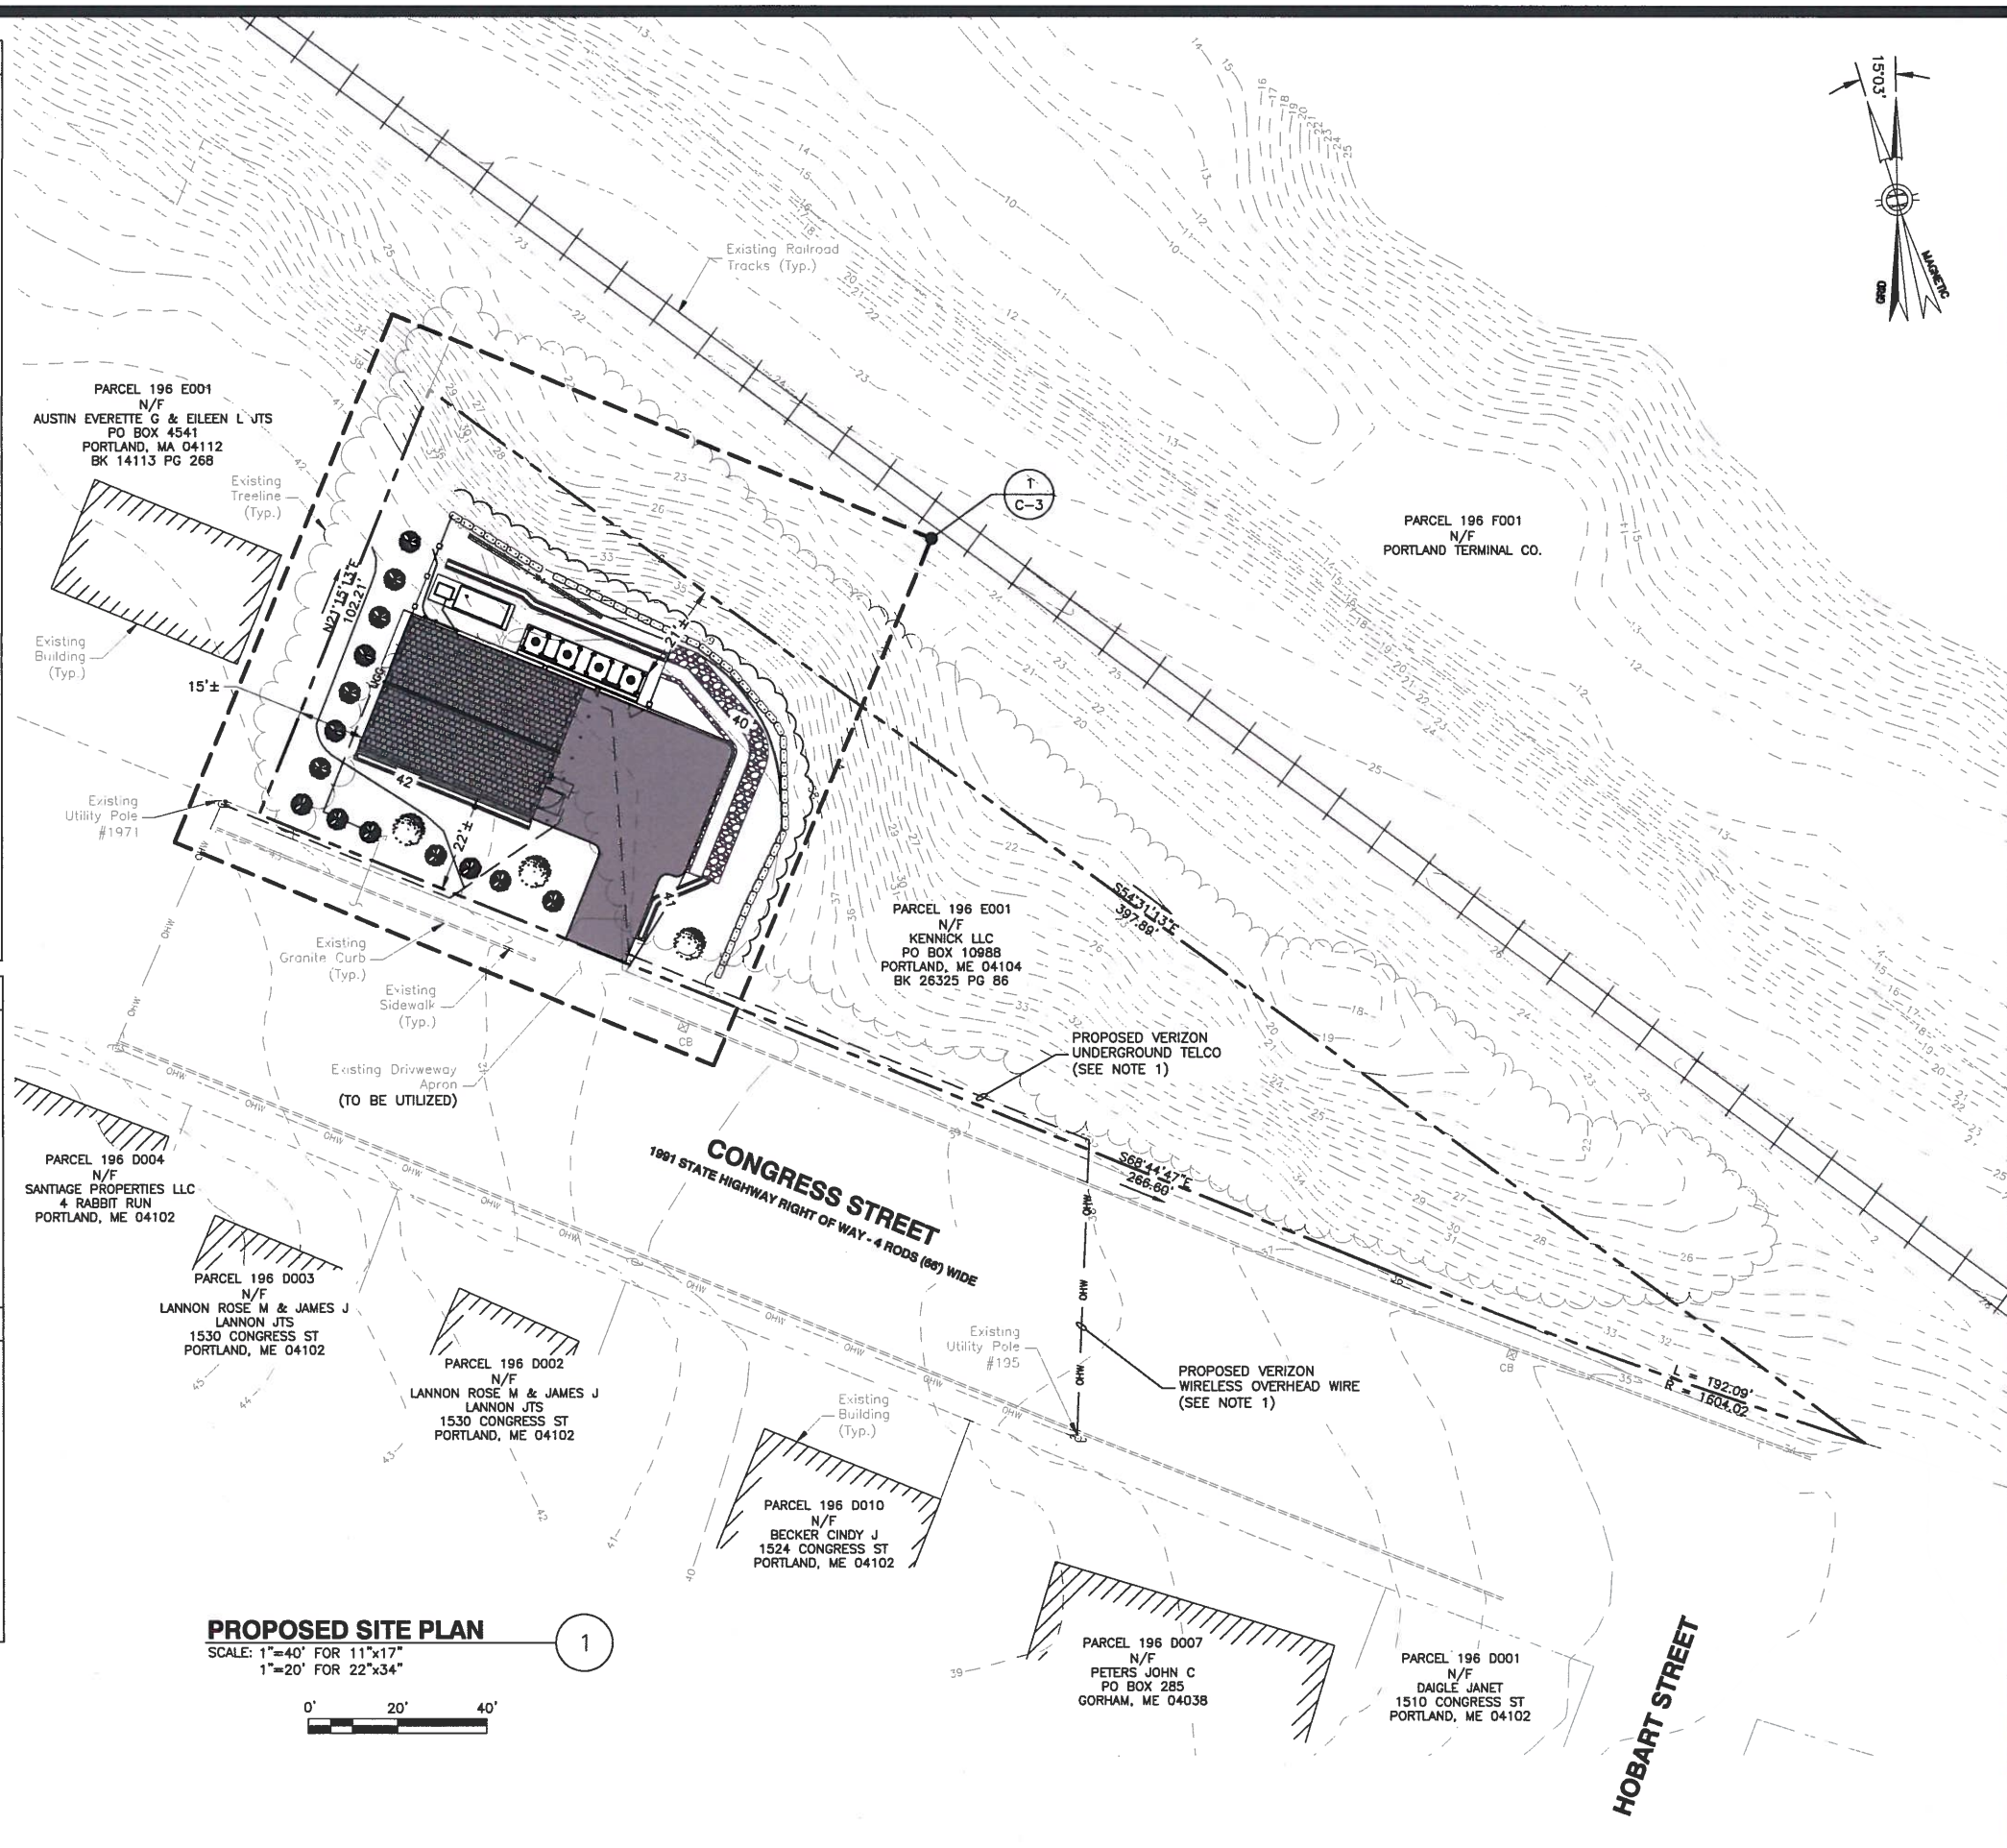 15°03'
GRID
MAGNETIC
Existing Railroad
Tracks (Typ.)
PARCEL 196 E001
N/F
AUSTIN EVERETTE G & EILEEN L JTS
PO BOX 4541
PORTLAND, MA 04112
BK 14113 PG 268
Existing
Treeline
(Typ.)
1
C-3
PARCEL 196 F001
N/F
PORTLAND TERMINAL CO.
N21°15'13"E
102.21'
Existing
Building
(Typ.)
15'±
UGG
21'±
40
42
22'±
41
Existing
Utility Pole
#1971
Existing
Granite Curb
(Typ.)
Existing
Sidewalk
(Typ.)
Existing Drivweway
Apron
(TO BE UTILIZED)
CB
PARCEL 196 E001
N/F
KENNICK LLC
PO BOX 10988
PORTLAND, ME 04104
BK 26325 PG 86
S54°31'13"E
397.89'
PROPOSED VERIZON
UNDERGROUND TELCO
(SEE NOTE 1)
S68°44'47"E
266.60'
CONGRESS STREET
1991 STATE HIGHWAY RIGHT OF WAY - 4 RODS (66') WIDE
OHW
PARCEL 196 D004
N/F
SANTIAGE PROPERTIES LLC
4 RABBIT RUN
PORTLAND, ME 04102
PARCEL 196 D003
N/F
LANNON ROSE M & JAMES J
LANNON JTS
1530 CONGRESS ST
PORTLAND, ME 04102
PARCEL 196 D002
N/F
LANNON ROSE M & JAMES J
LANNON JTS
1530 CONGRESS ST
PORTLAND, ME 04102
Existing
Utility Pole
#195
PROPOSED VERIZON
WIRELESS OVERHEAD WIRE
(SEE NOTE 1)
CB
L = 192.09'
R = 1604.02
Existing
Building
(Typ.)
PARCEL 196 D010
N/F
BECKER CINDY J
1524 CONGRESS ST
PORTLAND, ME 04102
PARCEL 196 D007
N/F
PETERS JOHN C
PO BOX 285
GORHAM, ME 04038
PARCEL 196 D001
N/F
DAIGLE JANET
1510 CONGRESS ST
PORTLAND, ME 04102
HOBART STREET
PROPOSED SITE PLAN
1
SCALE: 1"=40' FOR 11"x17"
1"=20' FOR 22"x34"
0' 20' 40'